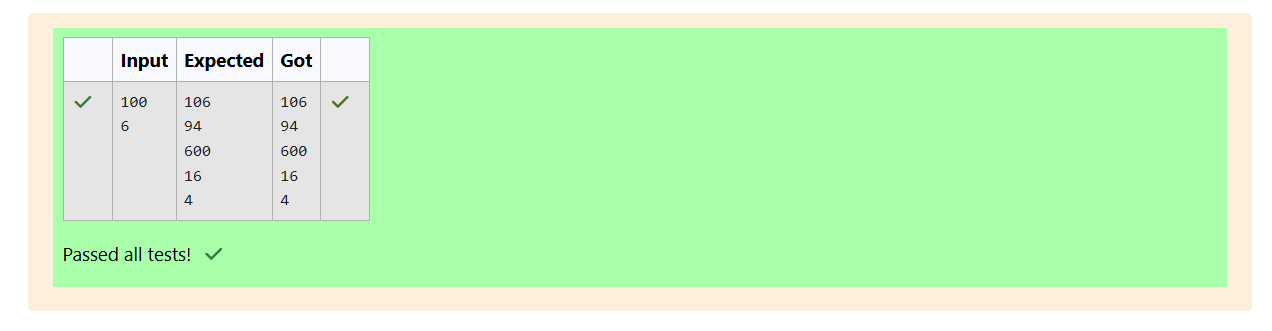 Input Expected Got
100 106 106
6 94 94
600 600
16 16
4 4
Passed all tests!